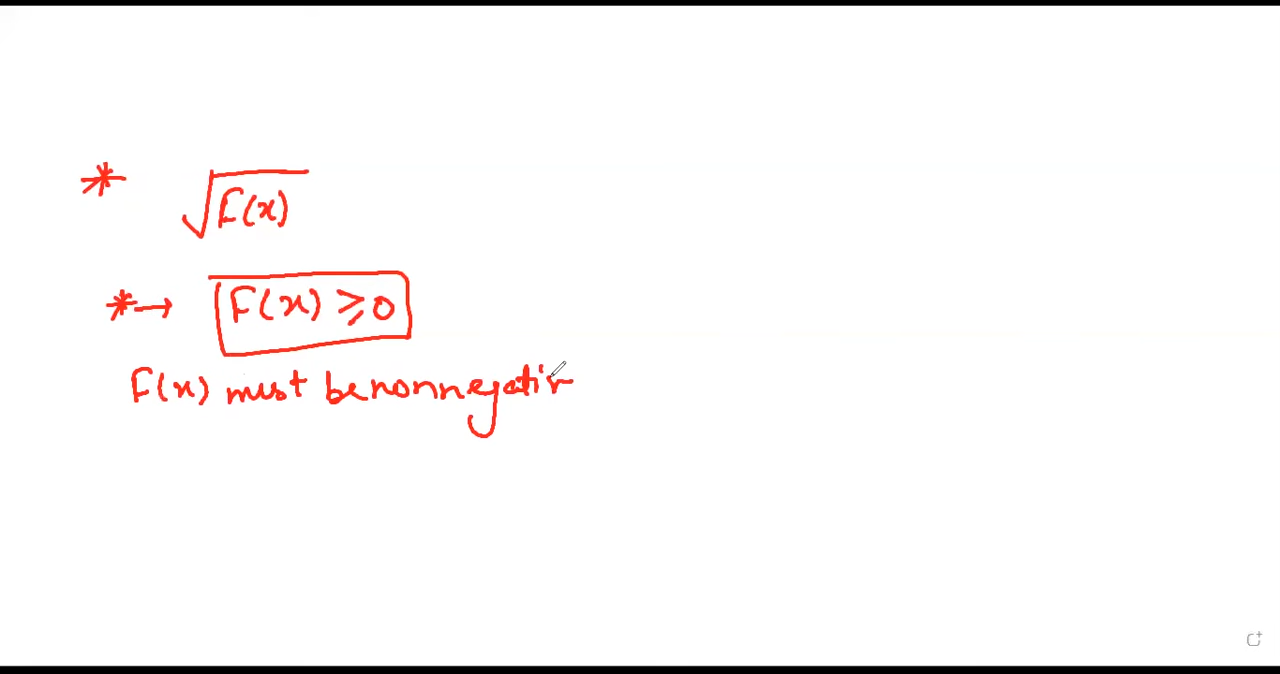 * √F(x)
*→ F(x) ⩾ 0
F(x) must be nonnegativ